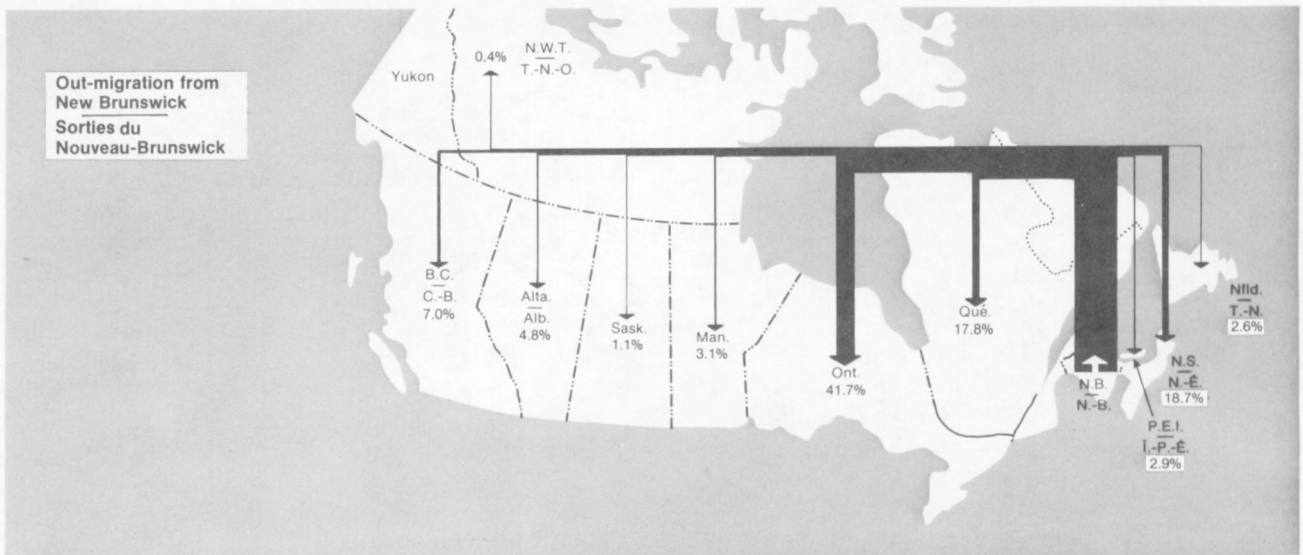 Out-migration from
New Brunswick
Sorties du
Nouveau-Brunswick
0.4%
N.W.T.
T.-N.-O.
Yukon
B.C.
C.-B.
7.0%
Alta.
Alb.
4.8%
Sask.
1.1%
Man.
3.1%
Ont.
41.7%
Qué.
17.8%
N.B.
N.-B.
P.E.I.
Î.-P.-É.
2.9%
N.S.
N.-É.
18.7%
Nfld.
T.-N.
2.6%